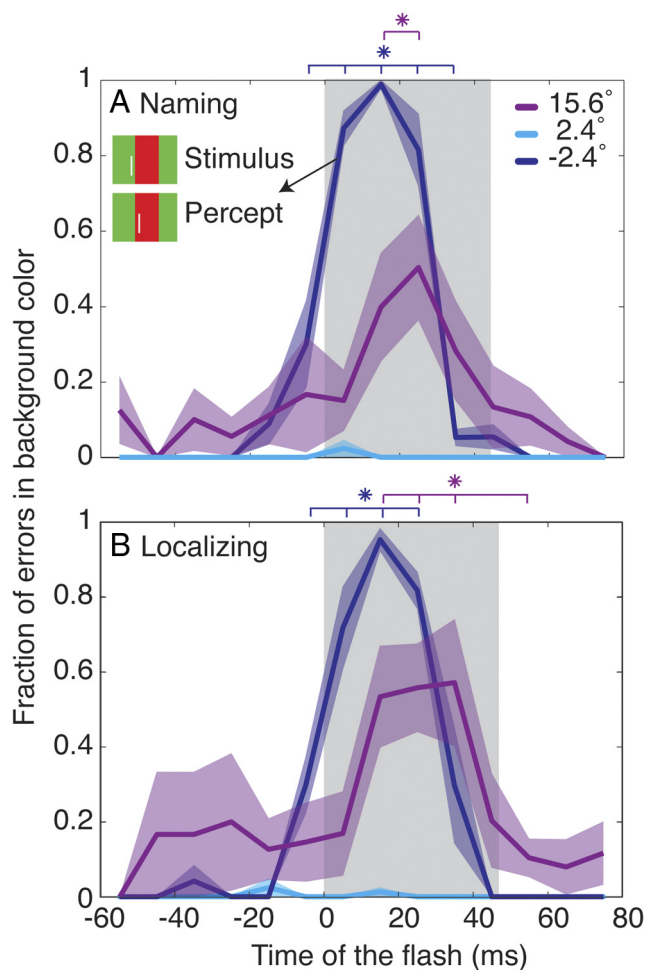 *
*
1
A Naming
15.6°
2.4°
-2.4°
Stimulus
Percept
0.8
0.6
0.4
0.2
0
Fraction of errors in background color
*
*
1
B Localizing
0.8
0.6
0.4
0.2
0
-60 -40 -20 0 20 40 60 80
Time of the flash (ms)